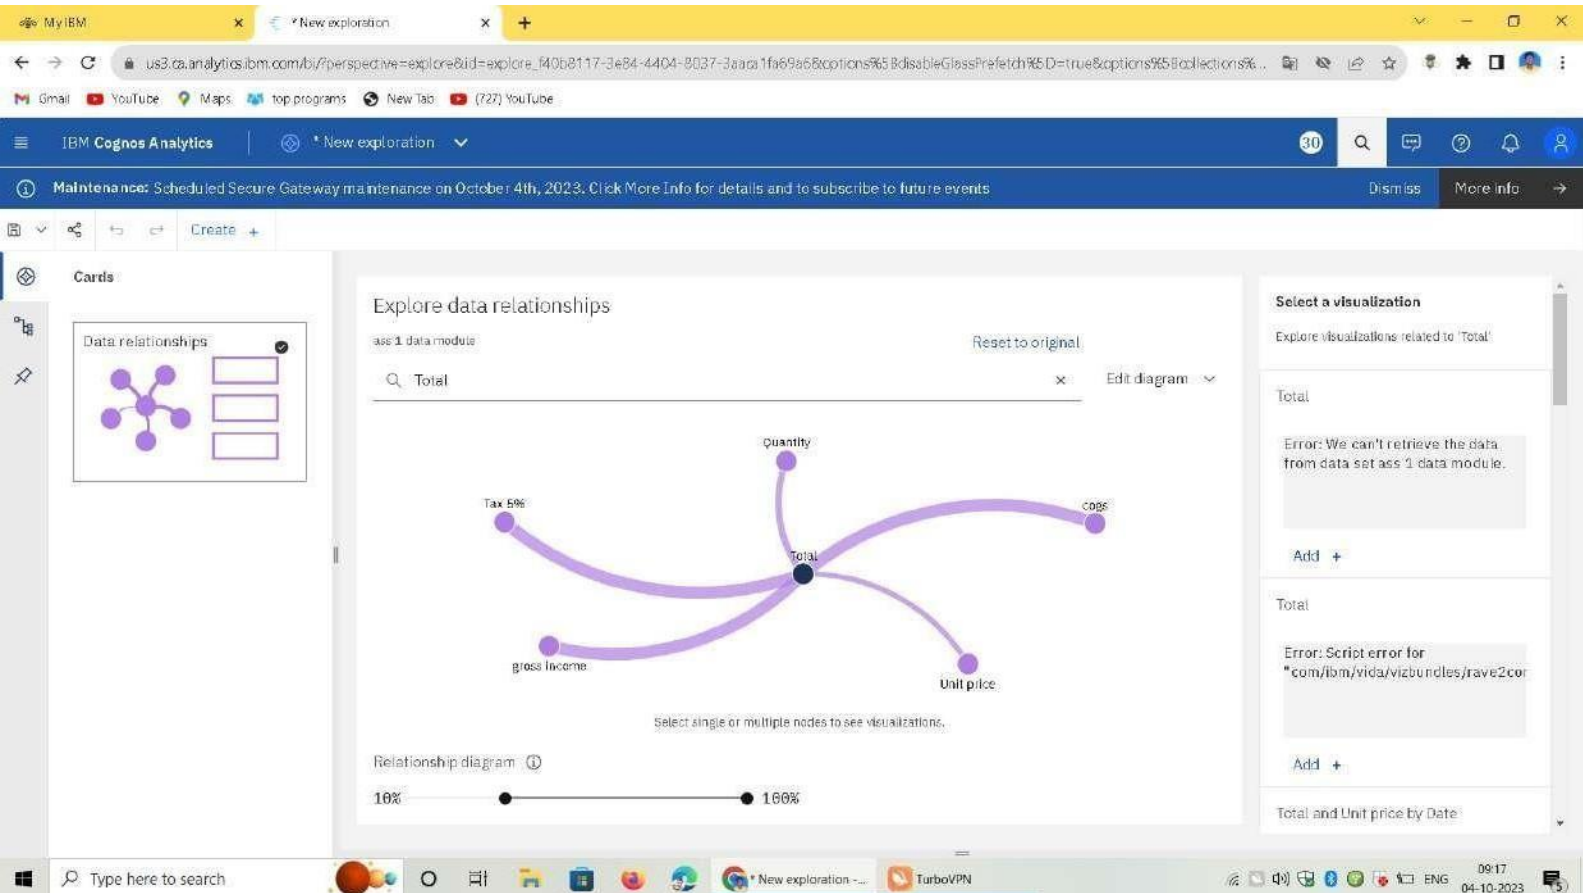 My IBM
* New exploration
us3.ca.analytics.ibm.com/bi/?perspective=explore&id=explore_f40b8117-3e84-4404-8037-3aaca1fa69a6&options%5BdisableGlassPrefetch%5D=true&options%5Bcollections%...
Gmail YouTube Maps top programs New Tab (727) YouTube
IBM Cognos Analytics * New exploration 30
Maintenance: Scheduled Secure Gateway maintenance on October 4th, 2023. Click More Info for details and to subscribe to future events Dismiss More info
Create +
Cards
Data relationships
Explore data relationships
ass 1 data module
Reset to original
Total
Edit diagram
Quantity
Tax 5%
cogs
Total
gross income
Unit price
Select single or multiple nodes to see visualizations.
Relationship diagram
10% 100%
Select a visualization
Explore visualizations related to 'Total'
Total
Error: We can't retrieve the data
from data set ass 1 data module.
Add +
Total
Error: Script error for
"com/ibm/vida/vizbundles/rave2cor
Add +
Total and Unit price by Date
Type here to search
* New exploration -...
TurboVPN
ENG
09:17
04-10-2023
5